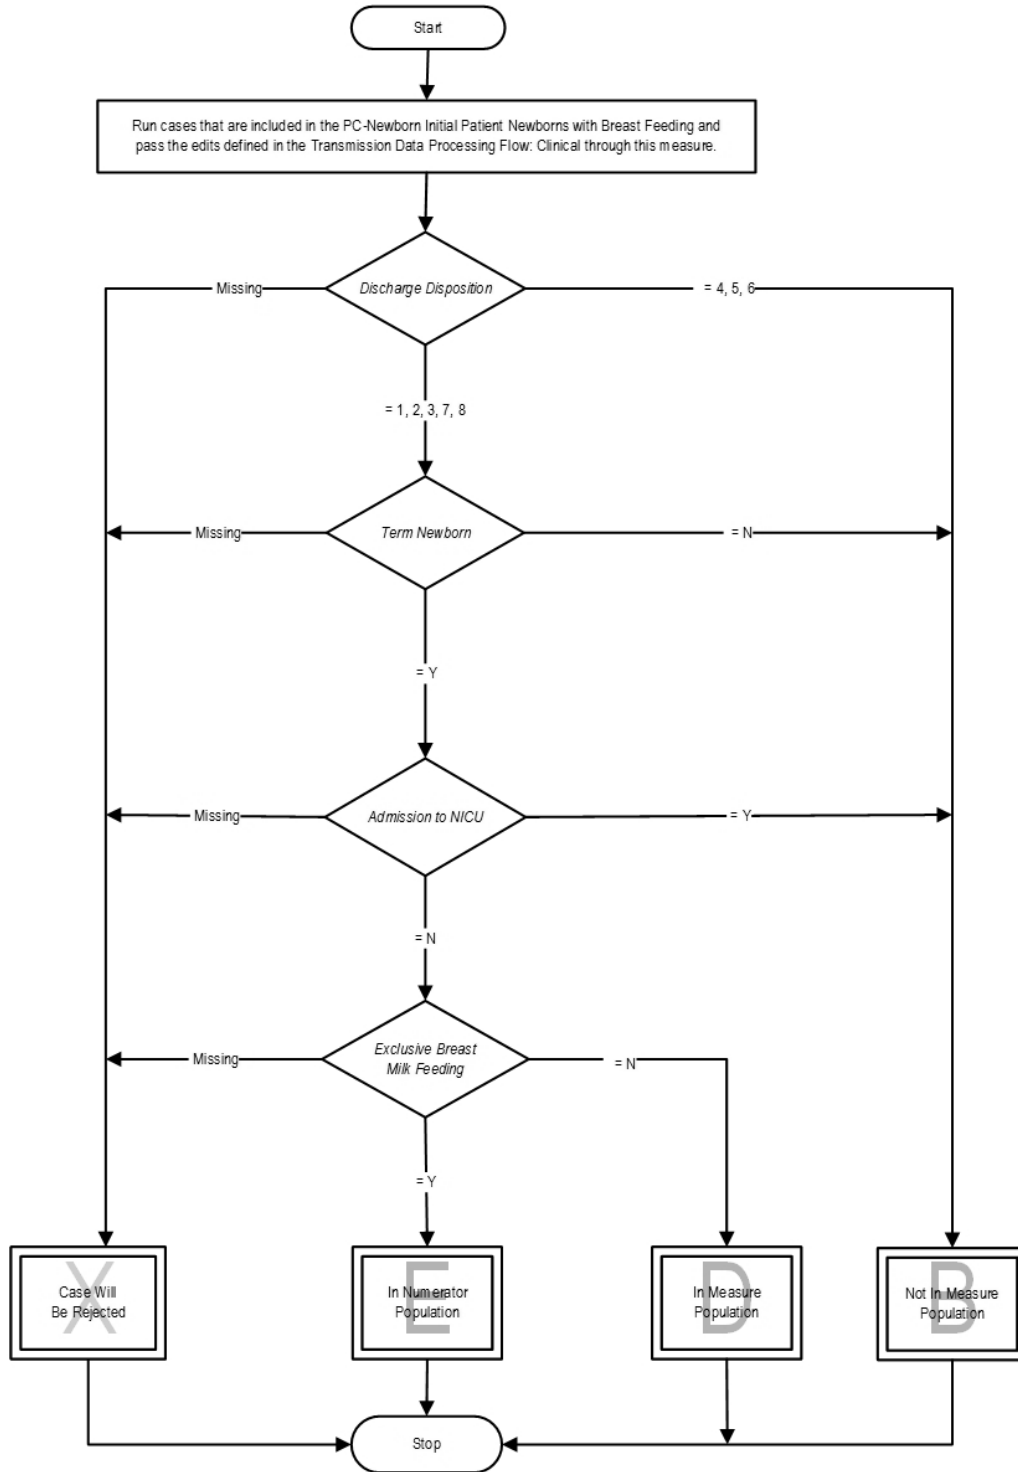 Start
Run cases that are included in the PC-Newborn Initial Patient Newborns with Breast Feeding and
pass the edits defined in the Transmission Data Processing Flow: Clinical through this measure.
Missing
Discharge Disposition
= 4, 5, 6
= 1, 2, 3, 7, 8
Missing
Term Newborn
= N
= Y
Missing
Admission to NICU
= Y
= N
Missing
Exclusive Breast
Milk Feeding
= N
= Y
X
Case Will
Be Rejected
E
In Numerator
Population
D
In Measure
Population
B
Not In Measure
Population
Stop